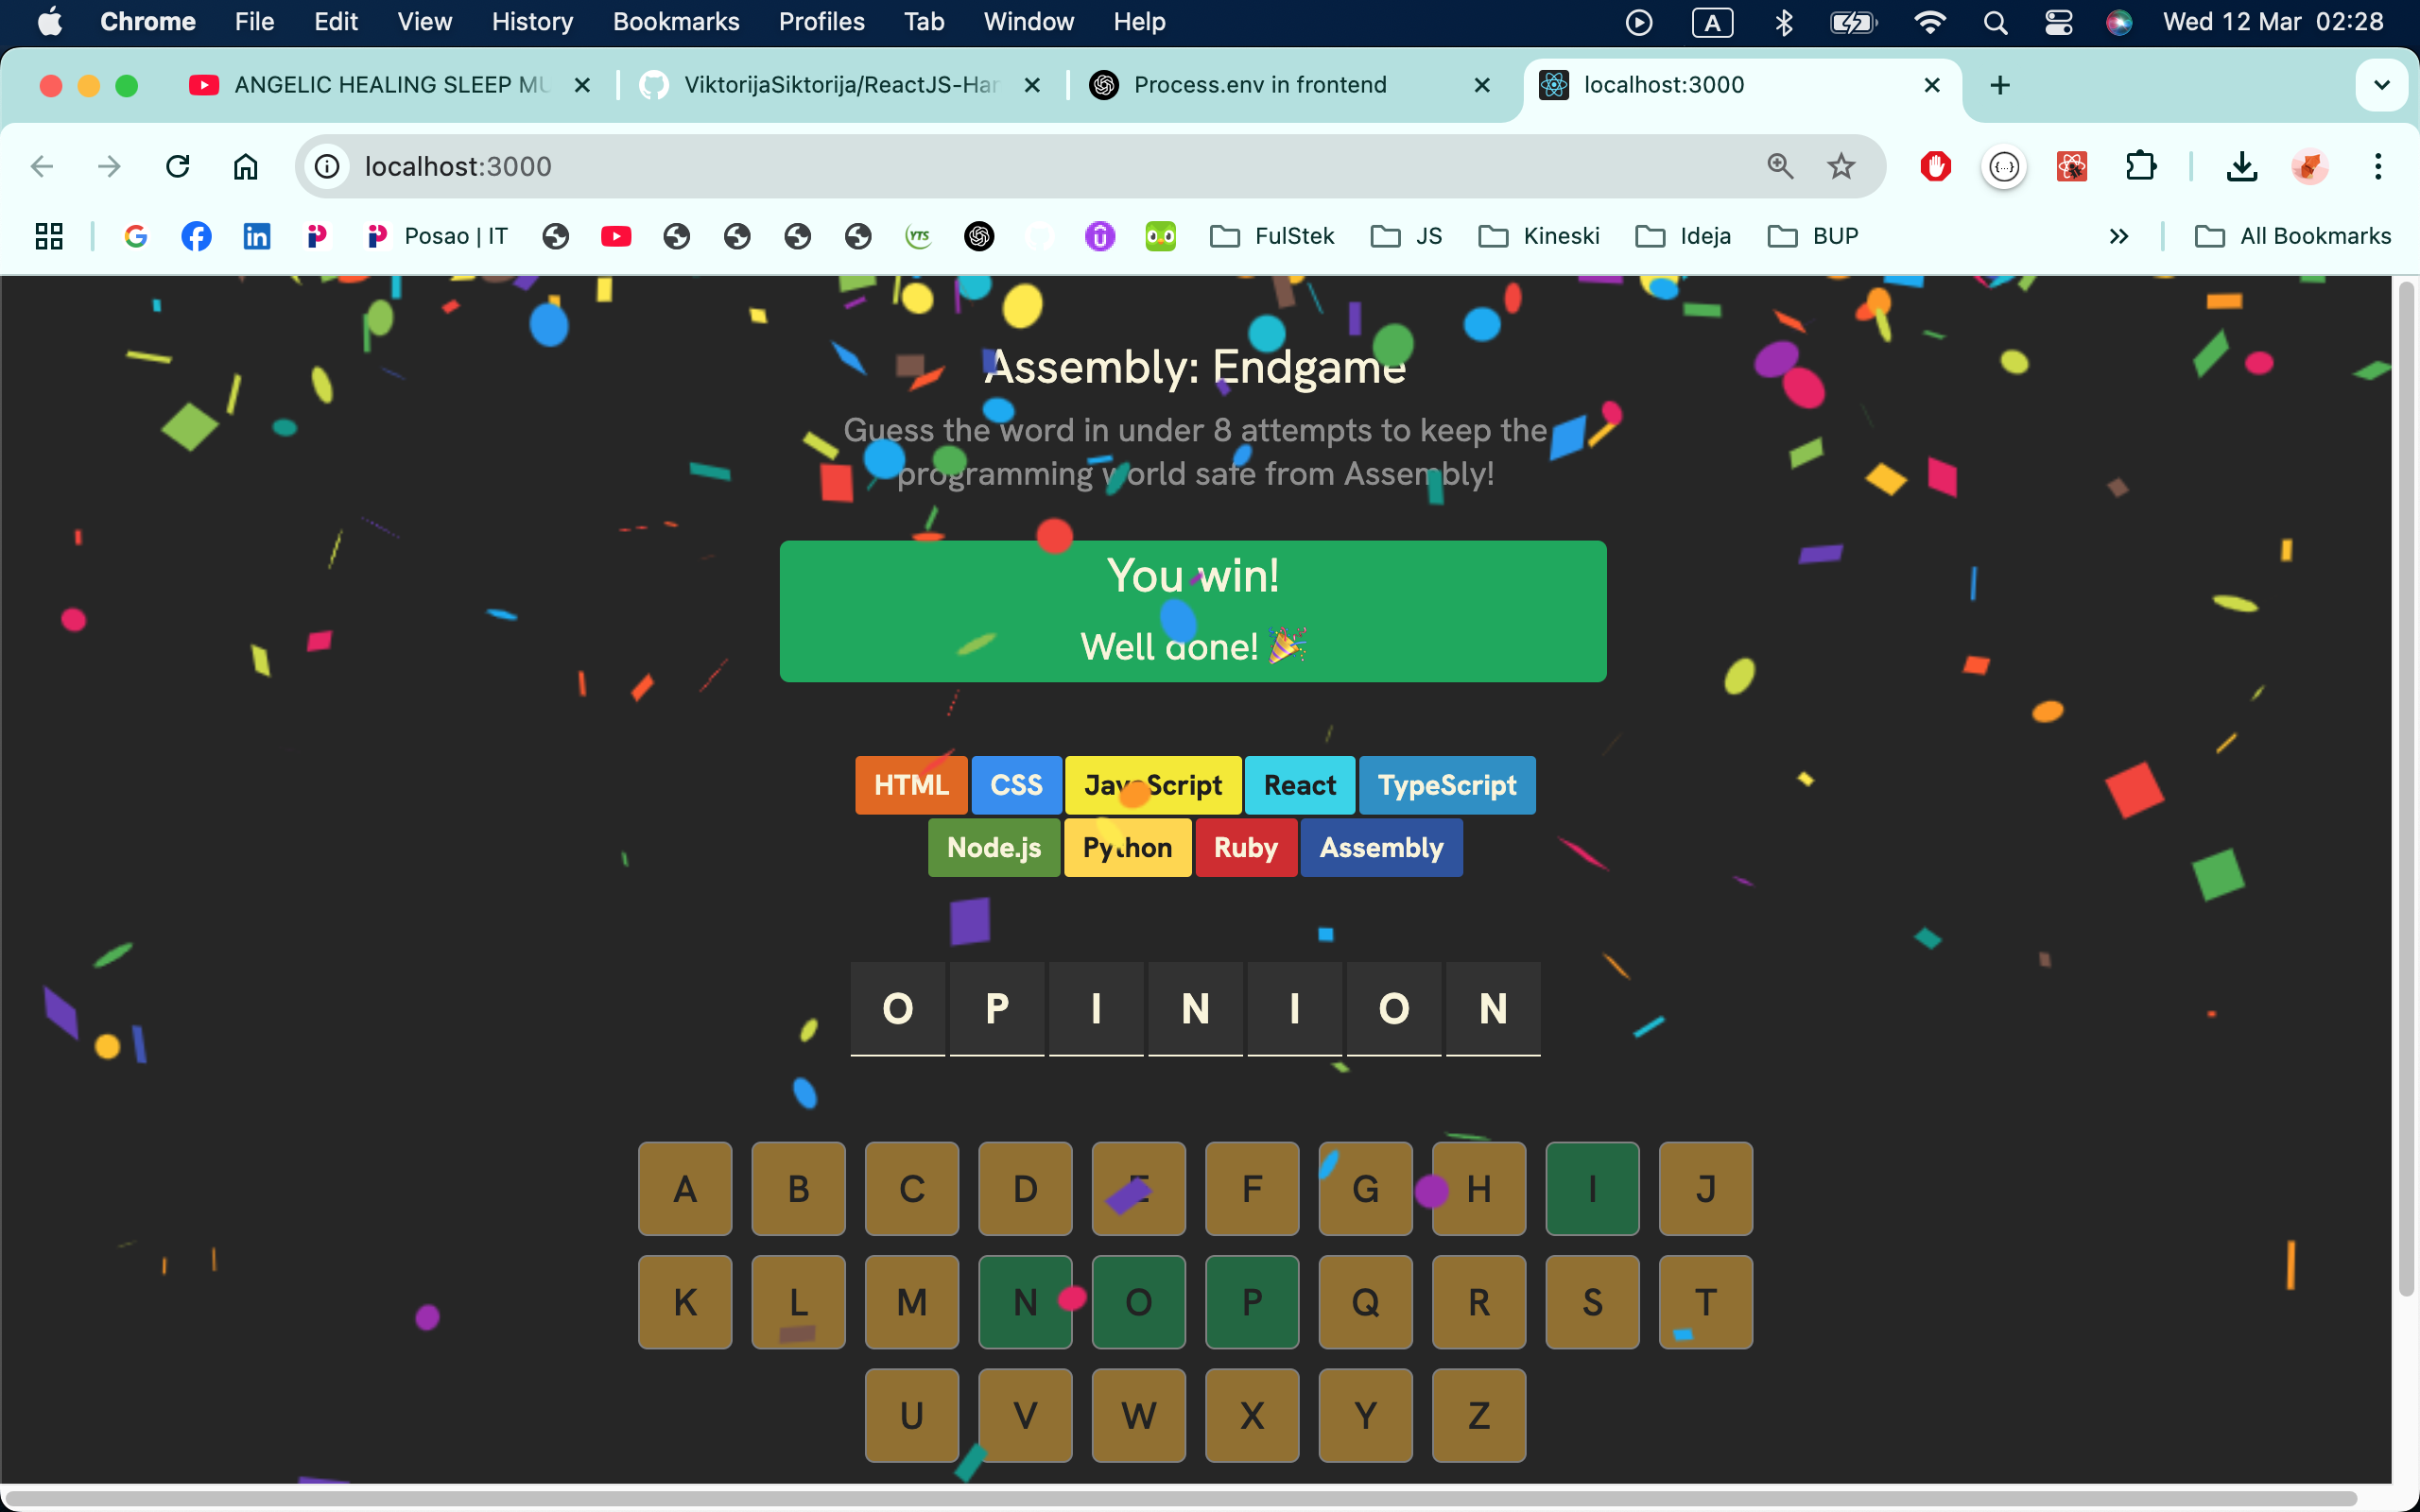 Chrome File Edit View History Bookmarks Profiles Tab Window Help A Wed 12 Mar 02:28
ANGELIC HEALING SLEEP MU ViktorijaSiktorija/ReactJS-Har Process.env in frontend localhost:3000
localhost:3000
Posao | IT YTS FulStek JS Kineski Ideja BUP All Bookmarks
Assembly: Endgame
Guess the word in under 8 attempts to keep the
programming world safe from Assembly!
You win!
Well done! 🎉
HTML CSS JavaScript React TypeScript
Node.js Python Ruby Assembly
O P I N I O N
A B C D E F G H I J
K L M N O P Q R S T
U V W X Y Z